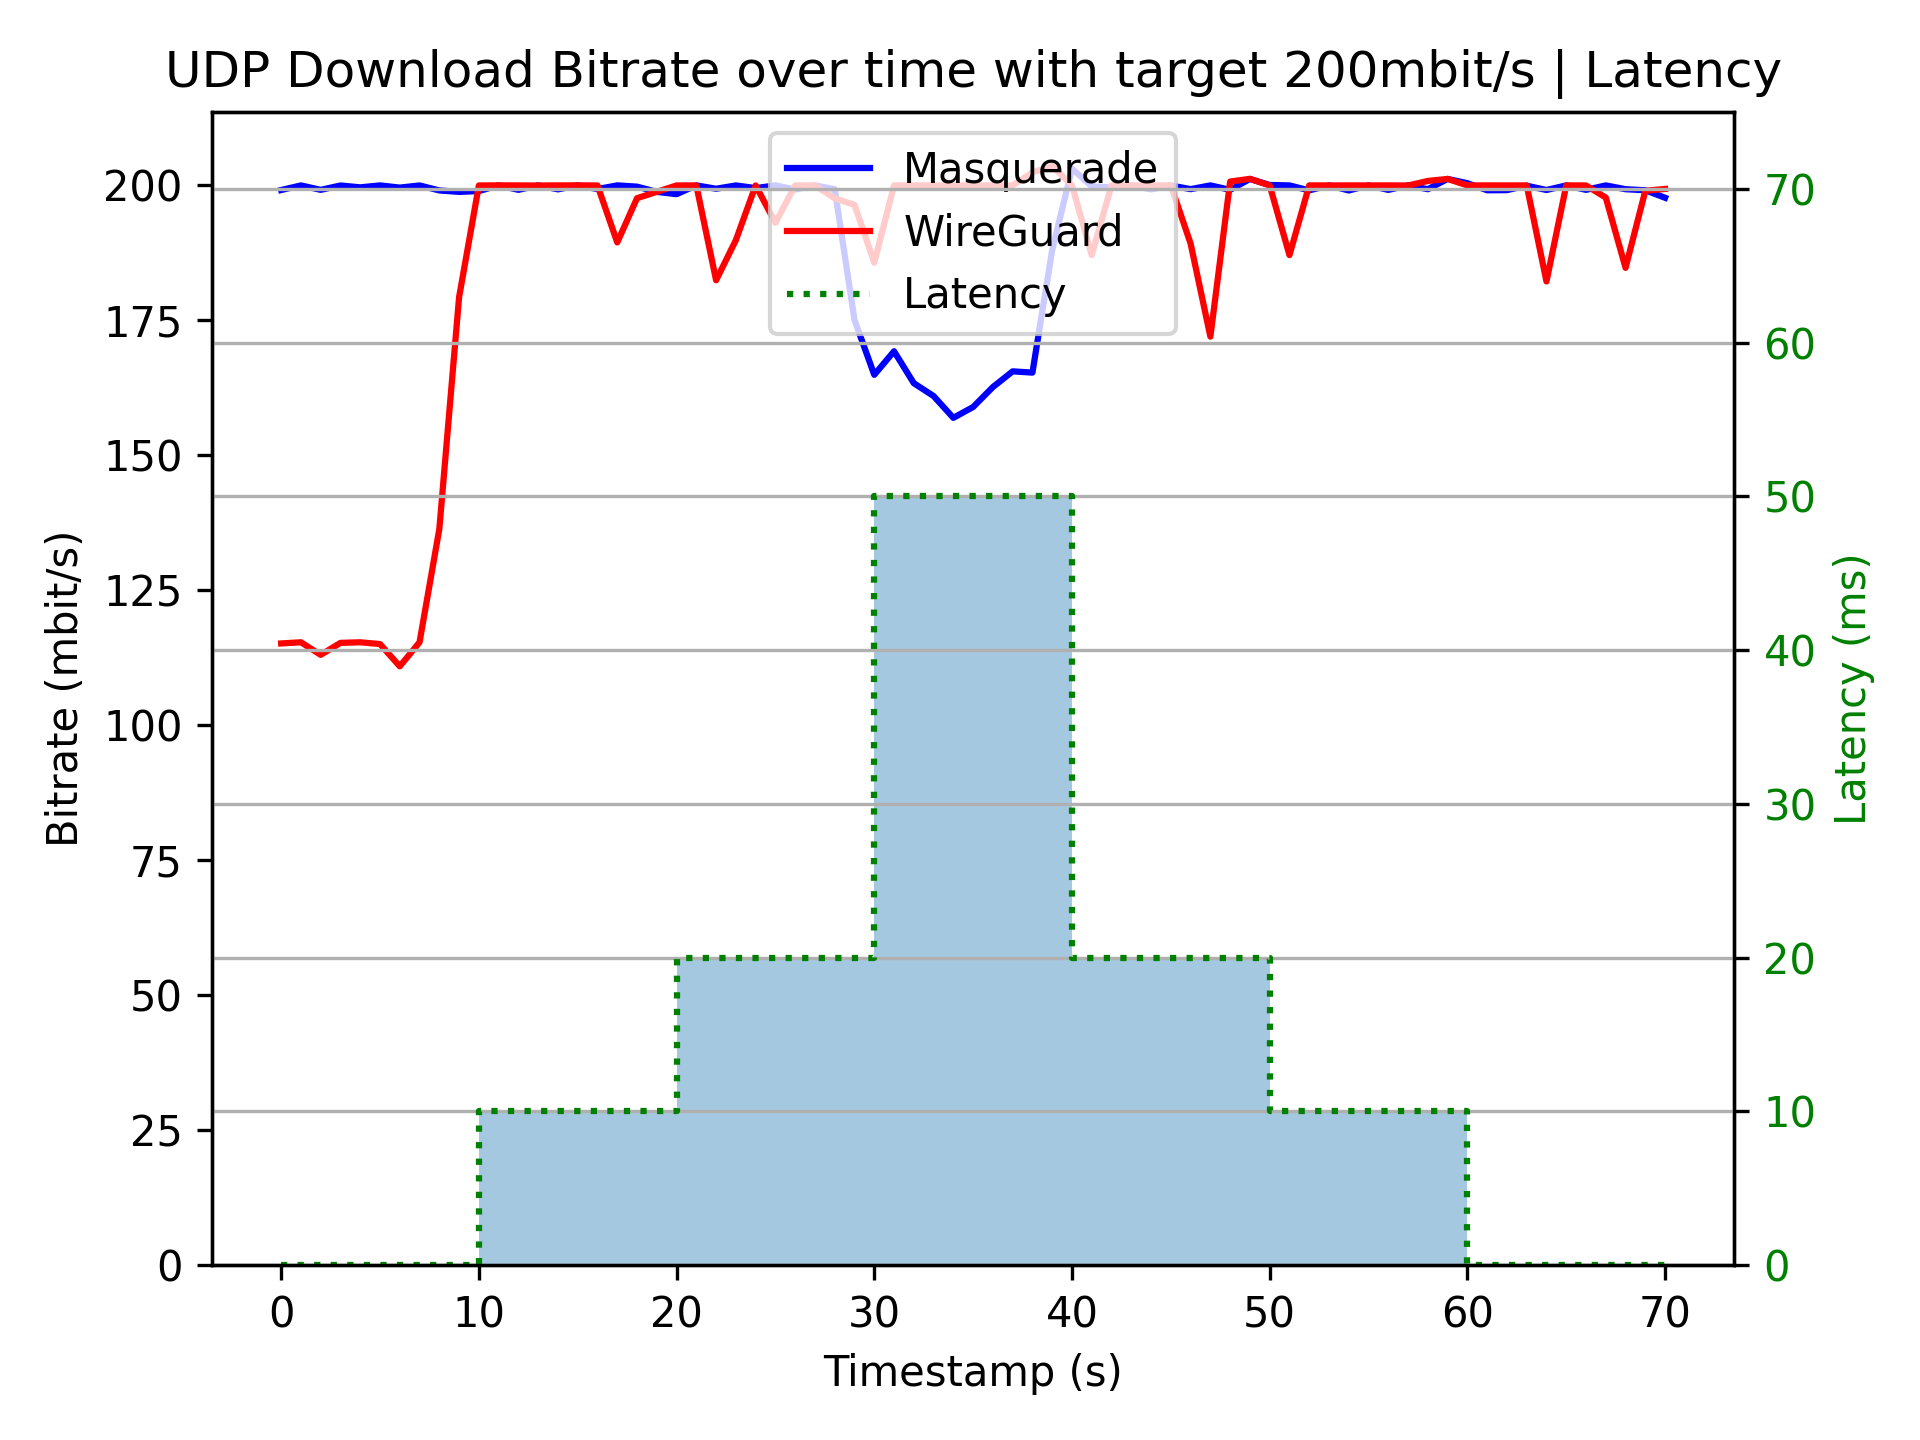 UDP Download Bitrate over time with target 200mbit/s | Latency
Masquerade
WireGuard
Latency
Bitrate (mbit/s)
200
175
150
125
100
75
50
25
0
70
60
50
40
30
20
10
0
Latency (ms)
0 10 20 30 40 50 60 70
Timestamp (s)